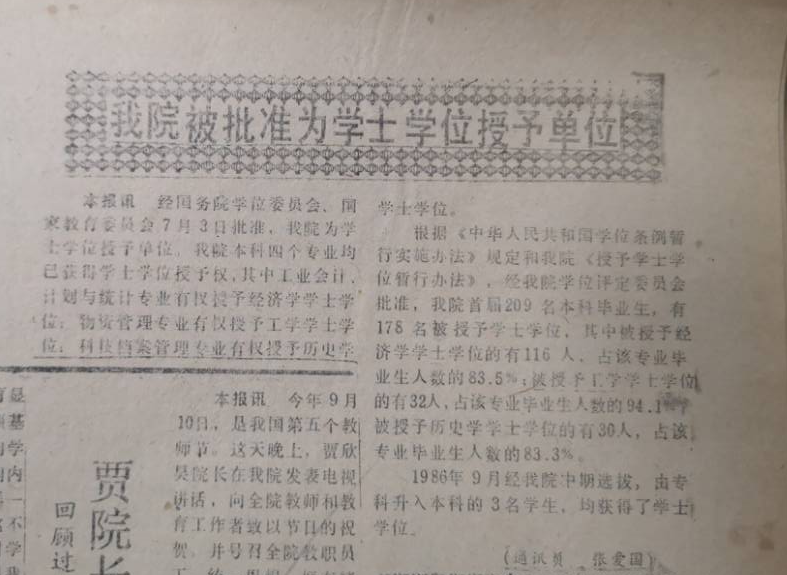 我院被批准为学士学位授予单位
本报讯　经国务院学位委员会、国
家教育委员会7月3日批准，我院为学
士学位授予单位。我院本科四个专业均
已获得学士学位授予权，其中工业会计，
计划与统计专业有权授予经济学学士学
位；物资管理专业有权授予工学学士学
位；科技档案管理专业有权授予历史学
学士学位。
根据《中华人民共和国学位条例暂
行实施办法》规定和我院《授予学士学
位暂行办法》，经我院学位评定委员会
批准，我院首届209名本科毕业生，有
178名被授予学士学位，其中被授予经
济学学士学位的有116人，占该专业毕
业生人数的83.5%；被授予工学学士学位
的有32人，占该专业毕业生人数的94.1%
被授予历史学学士学位的有30人，占该
专业毕业生人数的83.3%。
1986年9月经我院中期选拔，由专
科升入本科的3名学生，均获得了学士
学位。
（通讯员　张爱国）
本报讯　今年9月
10日，是我国第五个教
师节。这天晚上，贾欣
昊院长在我院发表电视
讲话，向全院教师和教
育工作者致以节日的祝
贺。并号召全院教职员
贾院长
回顾过